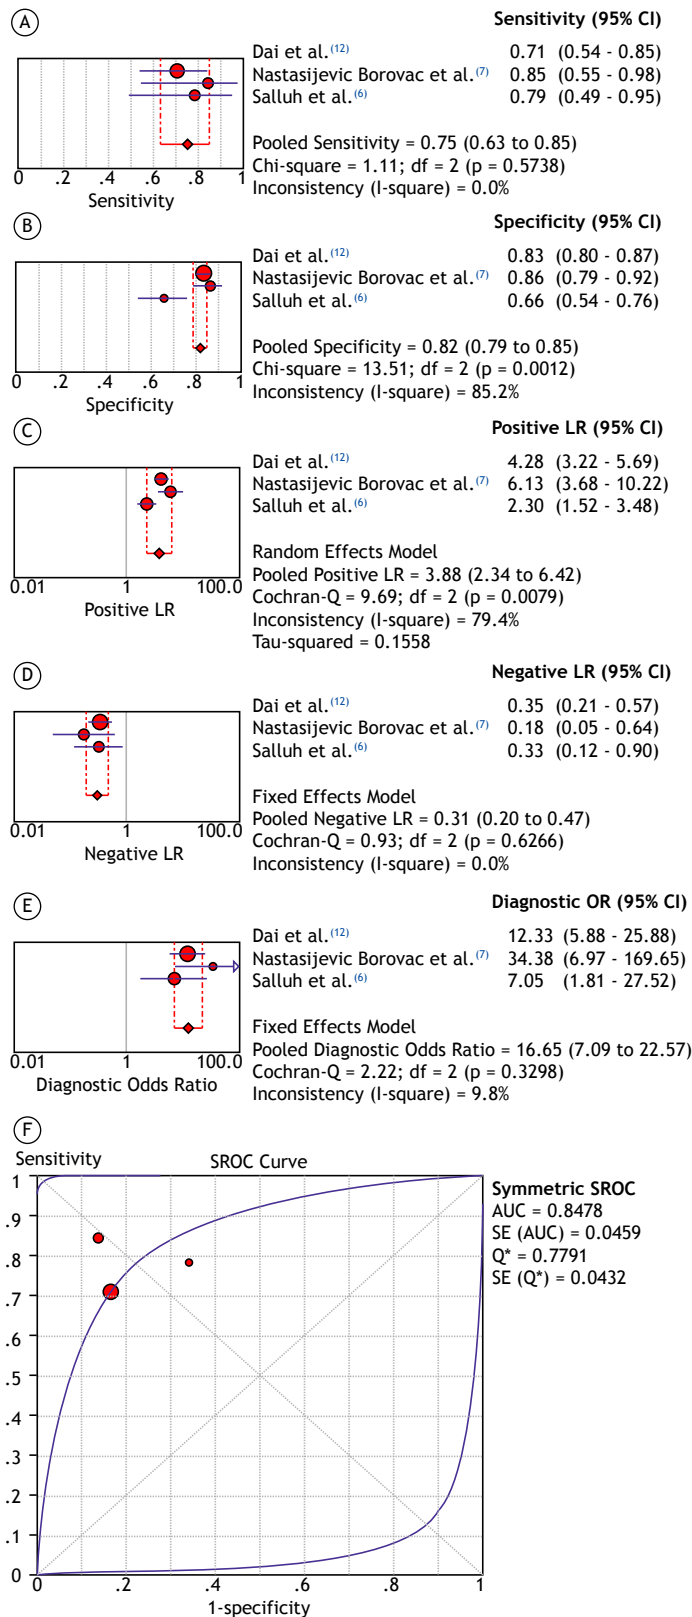 A
Sensitivity (95% CI)
Dai et al.(12) 0.71 (0.54 - 0.85)
Nastasijevic Borovac et al.(7) 0.85 (0.55 - 0.98)
Salluh et al.(6) 0.79 (0.49 - 0.95)
Pooled Sensitivity = 0.75 (0.63 to 0.85)
Chi-square = 1.11; df = 2 (p = 0.5738)
Inconsistency (I-square) = 0.0%
0 .2 .4 .6 .8 1
Sensitivity
B
Specificity (95% CI)
Dai et al.(12) 0.83 (0.80 - 0.87)
Nastasijevic Borovac et al.(7) 0.86 (0.79 - 0.92)
Salluh et al.(6) 0.66 (0.54 - 0.76)
Pooled Specificity = 0.82 (0.79 to 0.85)
Chi-square = 13.51; df = 2 (p = 0.0012)
Inconsistency (I-square) = 85.2%
0 .2 .4 .6 .8 1
Specificity
C
Positive LR (95% CI)
Dai et al.(12) 4.28 (3.22 - 5.69)
Nastasijevic Borovac et al.(7) 6.13 (3.68 - 10.22)
Salluh et al.(6) 2.30 (1.52 - 3.48)
Random Effects Model
Pooled Positive LR = 3.88 (2.34 to 6.42)
Cochran-Q = 9.69; df = 2 (p = 0.0079)
Inconsistency (I-square) = 79.4%
Tau-squared = 0.1558
0.01 1 100.0
Positive LR
D
Negative LR (95% CI)
Dai et al.(12) 0.35 (0.21 - 0.57)
Nastasijevic Borovac et al.(7) 0.18 (0.05 - 0.64)
Salluh et al.(6) 0.33 (0.12 - 0.90)
Fixed Effects Model
Pooled Negative LR = 0.31 (0.20 to 0.47)
Cochran-Q = 0.93; df = 2 (p = 0.6266)
Inconsistency (I-square) = 0.0%
0.01 1 100.0
Negative LR
E
Diagnostic OR (95% CI)
Dai et al.(12) 12.33 (5.88 - 25.88)
Nastasijevic Borovac et al.(7) 34.38 (6.97 - 169.65)
Salluh et al.(6) 7.05 (1.81 - 27.52)
Fixed Effects Model
Pooled Diagnostic Odds Ratio = 16.65 (7.09 to 22.57)
Cochran-Q = 2.22; df = 2 (p = 0.3298)
Inconsistency (I-square) = 9.8%
0.01 1 100.0
Diagnostic Odds Ratio
F
Sensitivity
SROC Curve
Symmetric SROC
AUC = 0.8478
SE (AUC) = 0.0459
Q* = 0.7791
SE (Q*) = 0.0432
1
.9
.8
.7
.6
.5
.4
.3
.2
.1
0
0 .2 .4 .6 .8 1
1-specificity